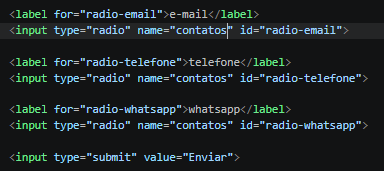 <label for="radio-email">e-mail</label>
<input type="radio" name="contatos" id="radio-email">
<label for="radio-telefone">telefone</label>
<input type="radio" name="contatos" id="radio-telefone">
<label for="radio-whatsapp">whatsapp</label>
<input type="radio" name="contatos" id="radio-whatsapp">
<input type="submit" value="Enviar">